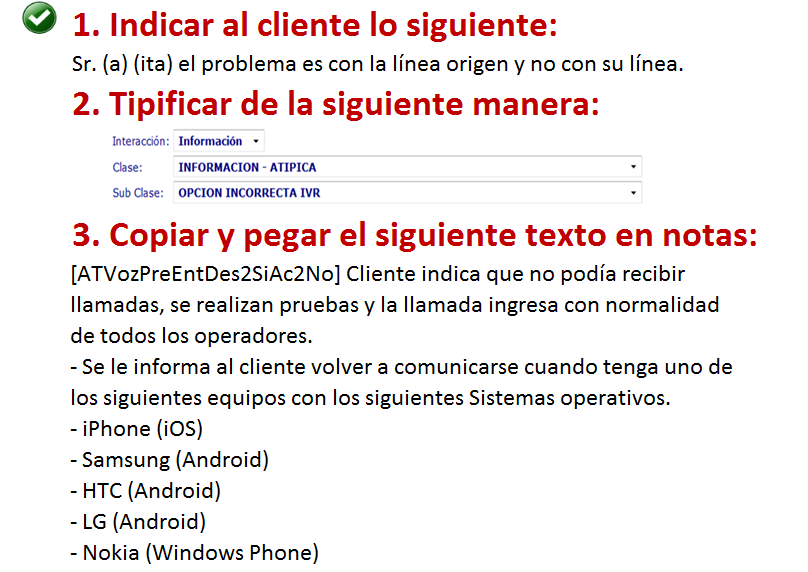 1. Indicar al cliente lo siguiente:
Sr. (a) (ita) el problema es con la línea origen y no con su línea.
2. Tipificar de la siguiente manera:
Interacción: Información
Clase: INFORMACION - ATIPICA
Sub Clase: OPCION INCORRECTA IVR
3. Copiar y pegar el siguiente texto en notas:
[ATVozPreEntDes2SiAc2No] Cliente indica que no podía recibir
llamadas, se realizan pruebas y la llamada ingresa con normalidad
de todos los operadores.
- Se le informa al cliente volver a comunicarse cuando tenga uno de
los siguientes equipos con los siguientes Sistemas operativos.
- iPhone (iOS)
- Samsung (Android)
- HTC (Android)
- LG (Android)
- Nokia (Windows Phone)